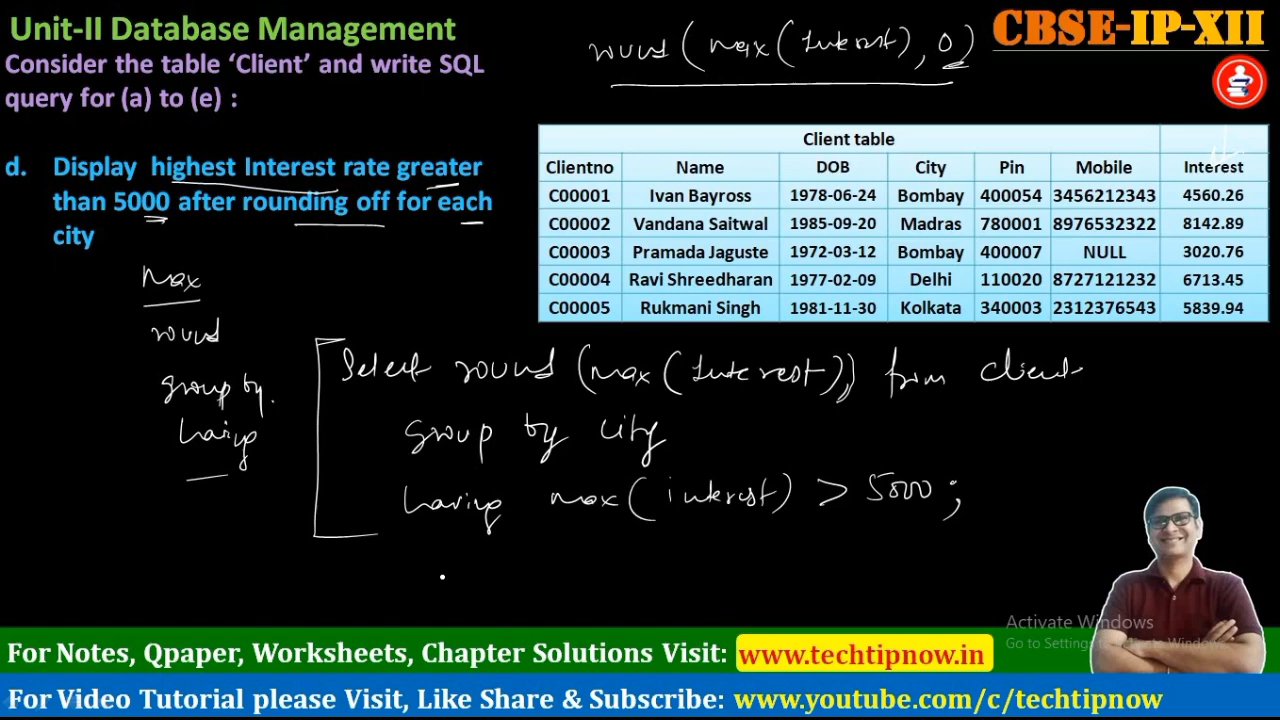 Unit-II Database Management
Consider the table ‘Client’ and write SQL
query for (a) to (e) :
round (max (Interest), 0)
CBSE-IP-XII
d. Display highest Interest rate greater
than 5000 after rounding off for each
city
Client table
Clientno Name DOB City Pin Mobile Interest
C00001 Ivan Bayross 1978-06-24 Bombay 400054 3456212343 4560.26
C00002 Vandana Saitwal 1985-09-20 Madras 780001 8976532322 8142.89
C00003 Pramada Jaguste 1972-03-12 Bombay 400007 NULL 3020.76
C00004 Ravi Shreedharan 1977-02-09 Delhi 110020 8727121232 6713.45
C00005 Rukmani Singh 1981-11-30 Kolkata 340003 2312376543 5839.94
max
round
group by.
having
Select round (max (Interest)) from client
group by city
having max (interest) > 5000 ;
Activate Windows
Go to Settings to activate Windows.
For Notes, Qpaper, Worksheets, Chapter Solutions Visit: www.techtipnow.in
For Video Tutorial please Visit, Like Share & Subscribe: www.youtube.com/c/techtipnow